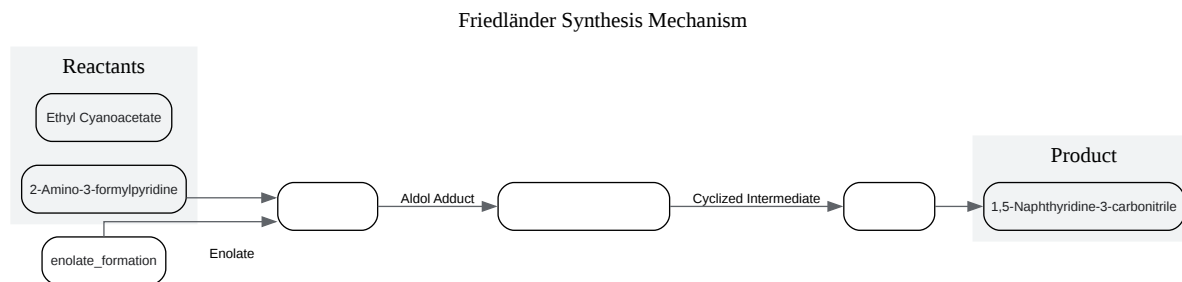 Friedländer Synthesis Mechanism
Reactants
Ethyl Cyanoacetate
2-Amino-3-formylpyridine
enolate_formation
Enolate
Aldol Adduct
Cyclized Intermediate
Product
1,5-Naphthyridine-3-carbonitrile